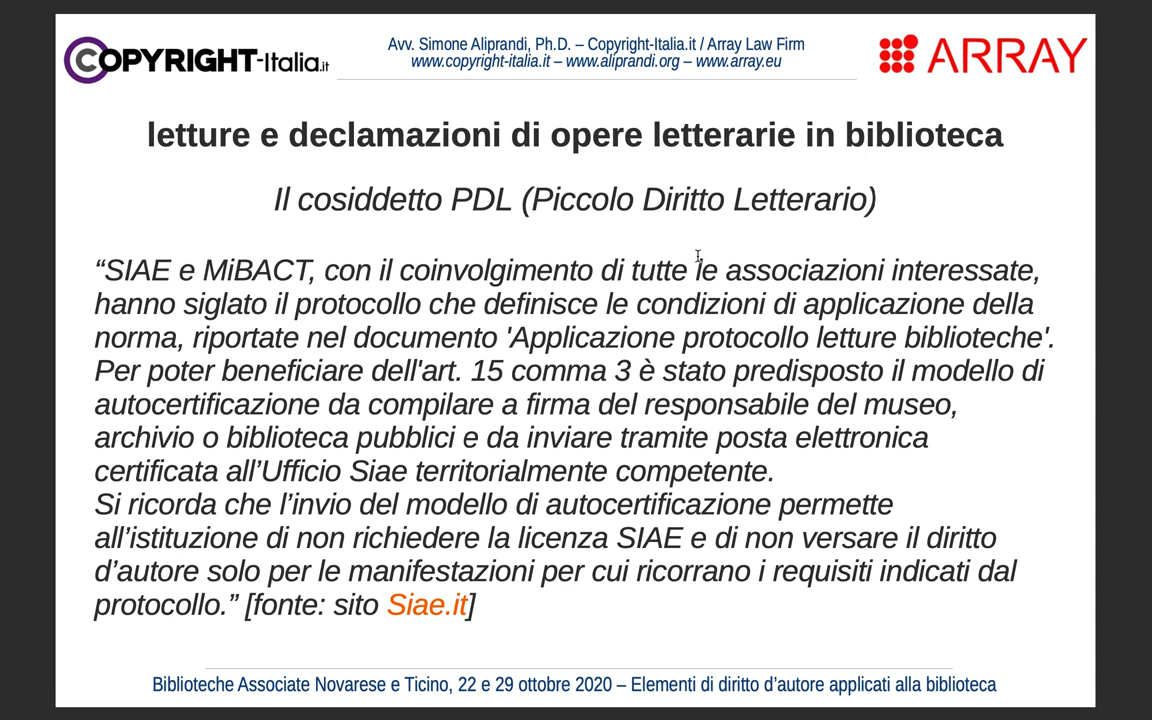 COPYRIGHT-Italia.it
Avv. Simone Aliprandi, Ph.D. – Copyright-Italia.it / Array Law Firm
www.copyright-italia.it – www.aliprandi.org – www.array.eu
ARRAY
letture e declamazioni di opere letterarie in biblioteca
Il cosiddetto PDL (Piccolo Diritto Letterario)
“SIAE e MiBACT, con il coinvolgimento di tutte le associazioni interessate,
hanno siglato il protocollo che definisce le condizioni di applicazione della
norma, riportate nel documento 'Applicazione protocollo letture biblioteche'.
Per poter beneficiare dell'art. 15 comma 3 è stato predisposto il modello di
autocertificazione da compilare a firma del responsabile del museo,
archivio o biblioteca pubblici e da inviare tramite posta elettronica
certificata all’Ufficio Siae territorialmente competente.
Si ricorda che l’invio del modello di autocertificazione permette
all’istituzione di non richiedere la licenza SIAE e di non versare il diritto
d’autore solo per le manifestazioni per cui ricorrano i requisiti indicati dal
protocollo.” [fonte: sito Siae.it]
Biblioteche Associate Novarese e Ticino, 22 e 29 ottobre 2020 – Elementi di diritto d’autore applicati alla biblioteca